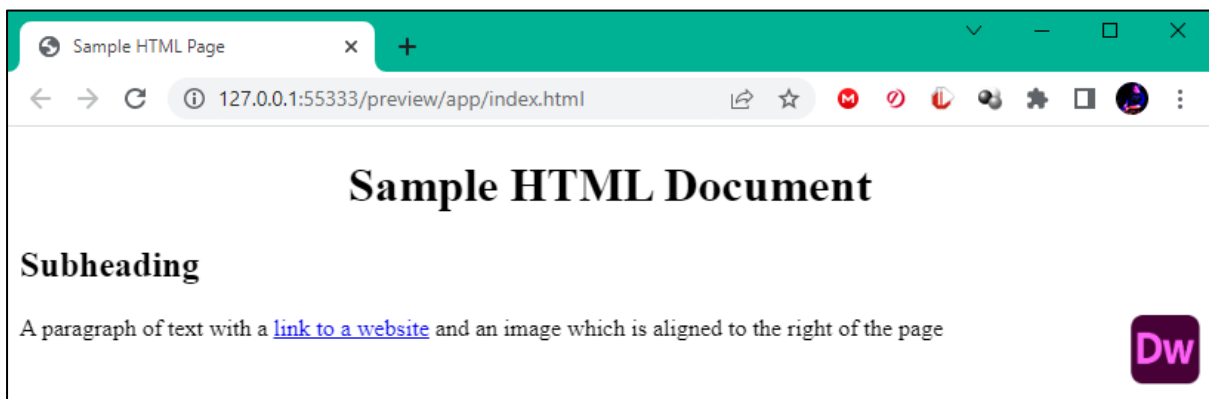 Sample HTML Page
127.0.0.1:55333/preview/app/index.html
Sample HTML Document
Subheading
A paragraph of text with a link to a website and an image which is aligned to the right of the page
Dw